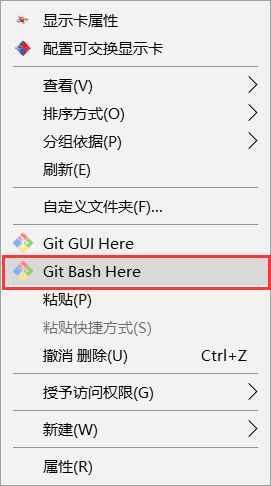 显示卡属性
配置可交换显示卡
查看(V)
排序方式(O)
分组依据(P)
刷新(E)
自定义文件夹(F)...
Git GUI Here
Git Bash Here
粘贴(P)
粘贴快捷方式(S)
撤消 删除(U) Ctrl+Z
授予访问权限(G)
新建(W)
属性(R)